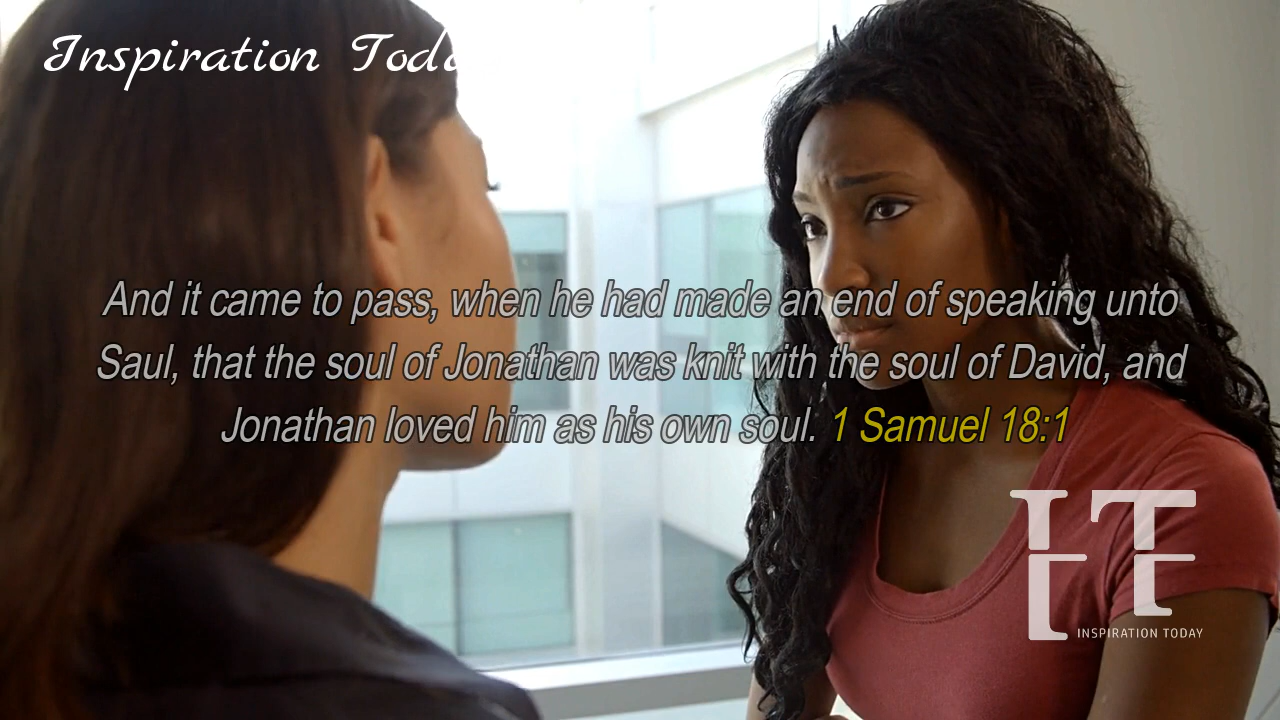 Inspiration Today
And it came to pass, when he had made an end of speaking unto
Saul, that the soul of Jonathan was knit with the soul of David, and
Jonathan loved him as his own soul. 1 Samuel 18:1
IT
INSPIRATION TODAY